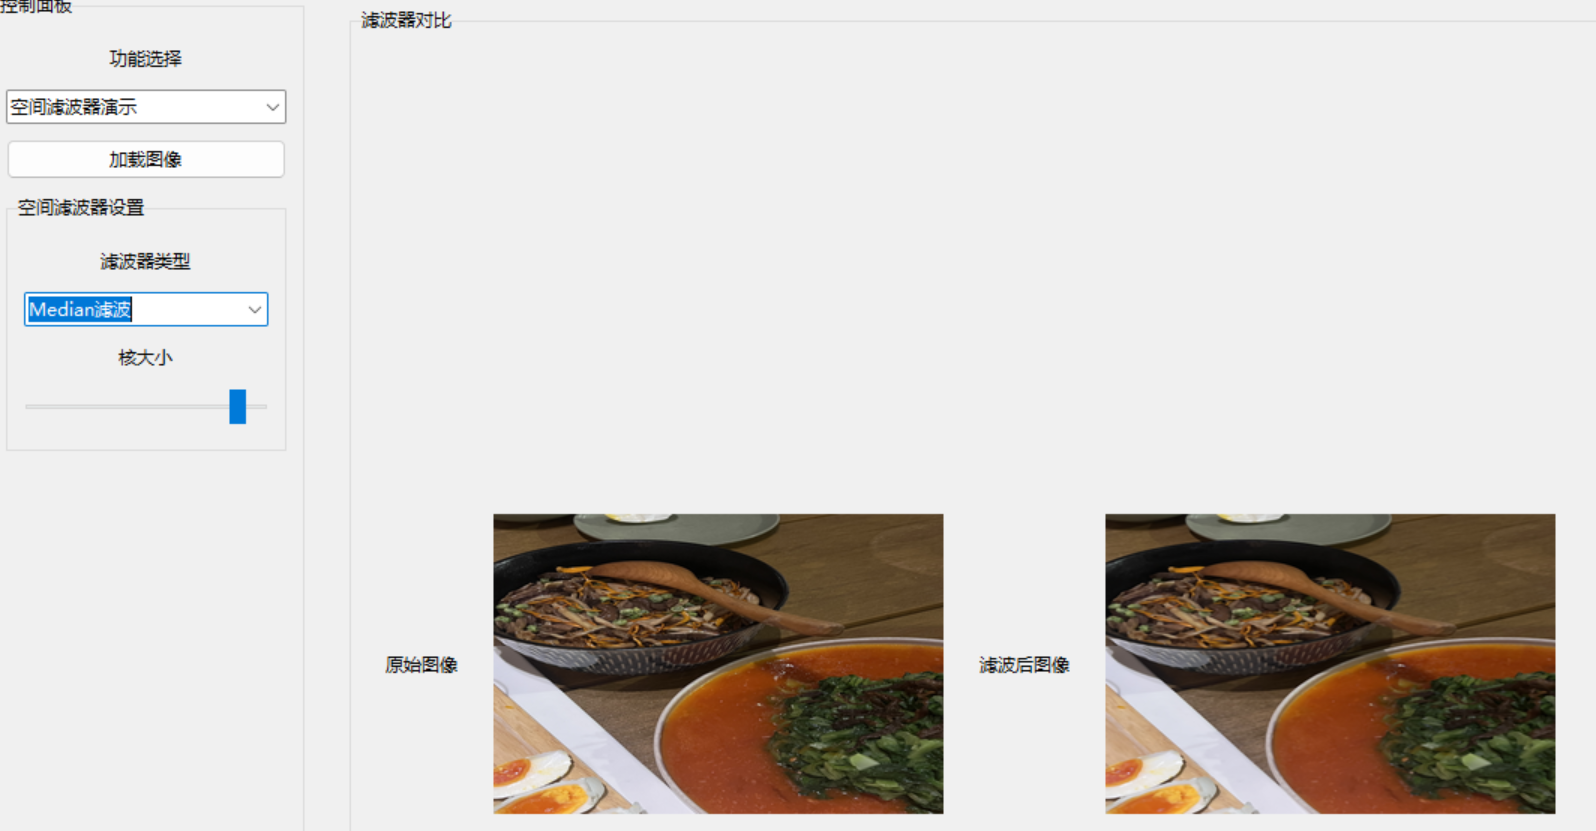 控制面板
功能选择
空间滤波器演示
加载图像
空间滤波器设置
滤波器类型
Median滤波
核大小
滤波器对比
原始图像
滤波后图像